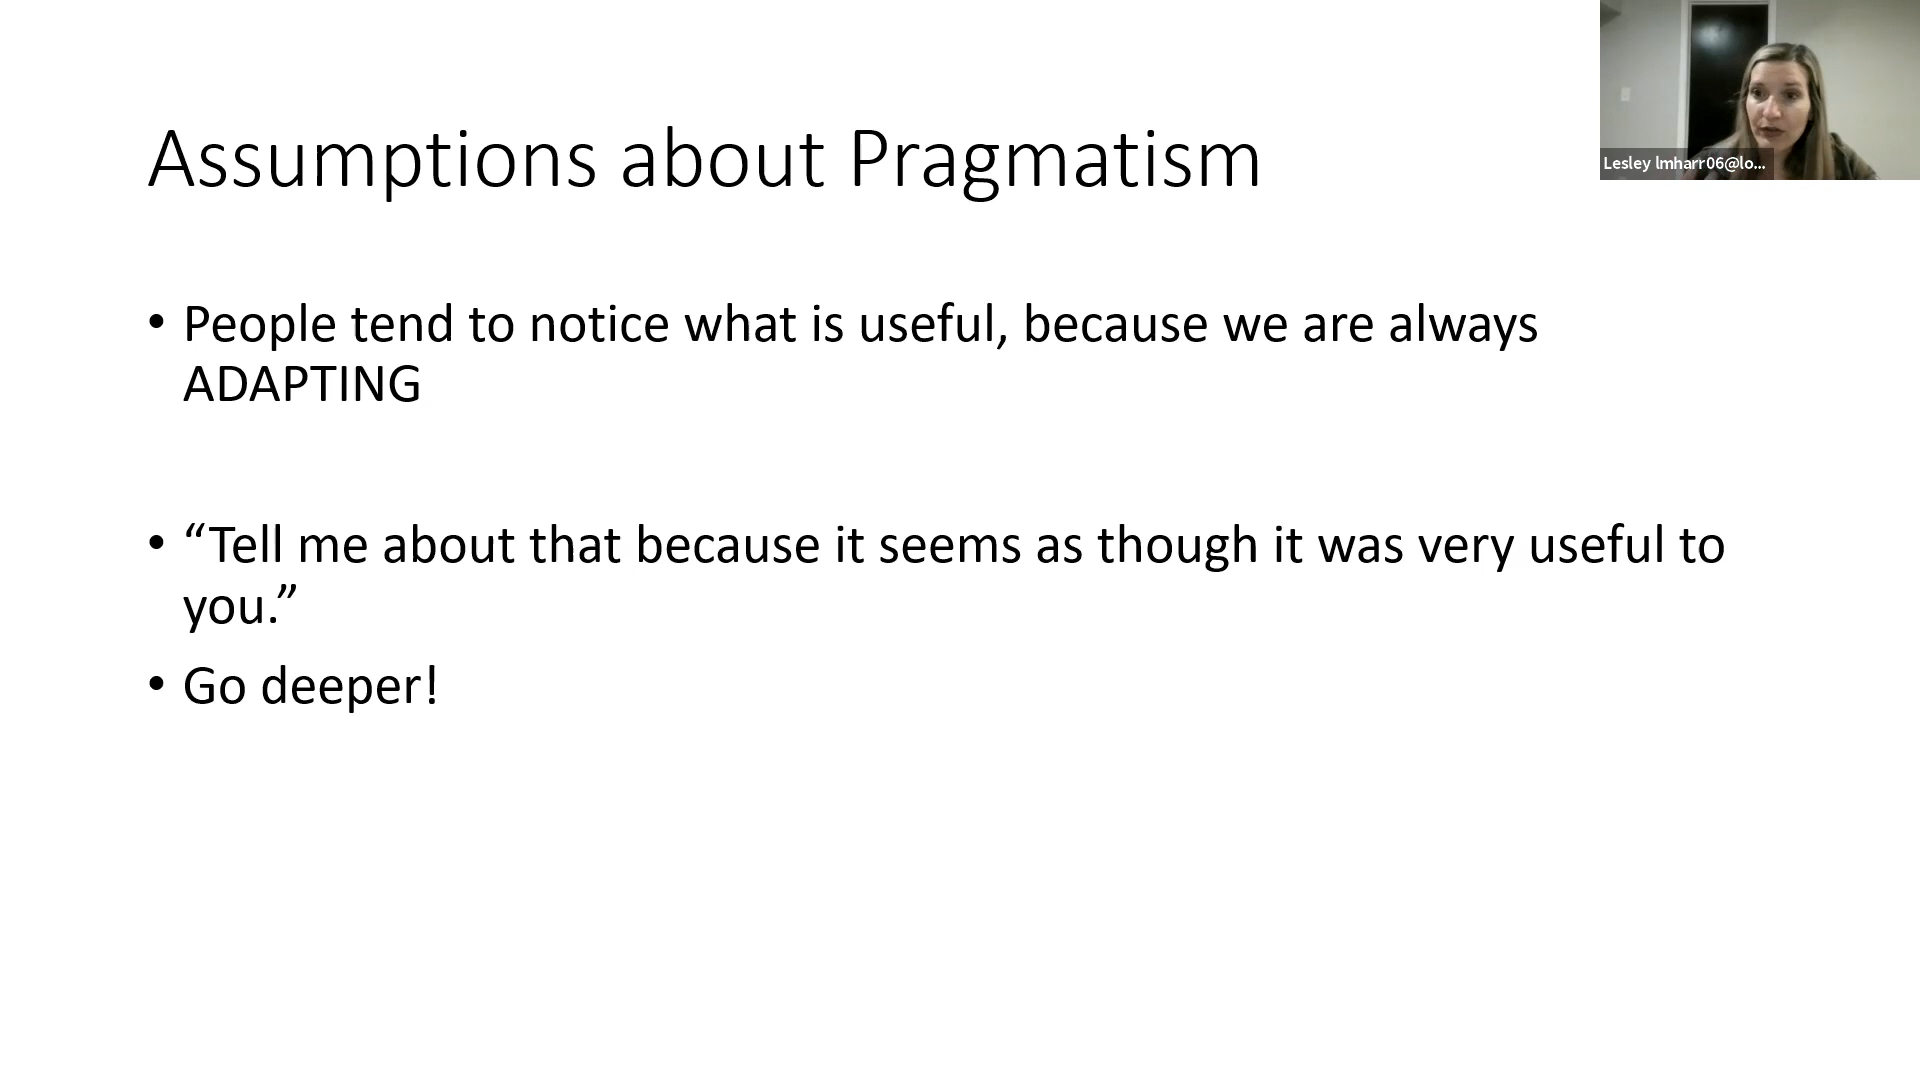 Assumptions about Pragmatism
Lesley lmharr06@lo...
• People tend to notice what is useful, because we are always
ADAPTING
• “Tell me about that because it seems as though it was very useful to
you.”
• Go deeper!